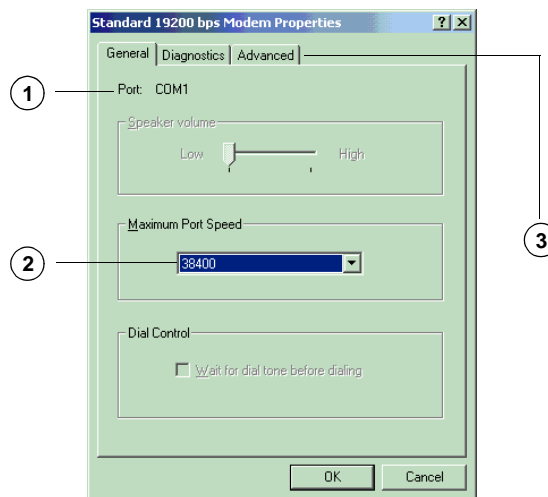 Standard 19200 bps Modem Properties ? ×
General Diagnostics Advanced
1
Port: COM1
Speaker volume
Low High
Maximum Port Speed
3
2
38400
Dial Control
Wait for dial tone before dialing
OK Cancel